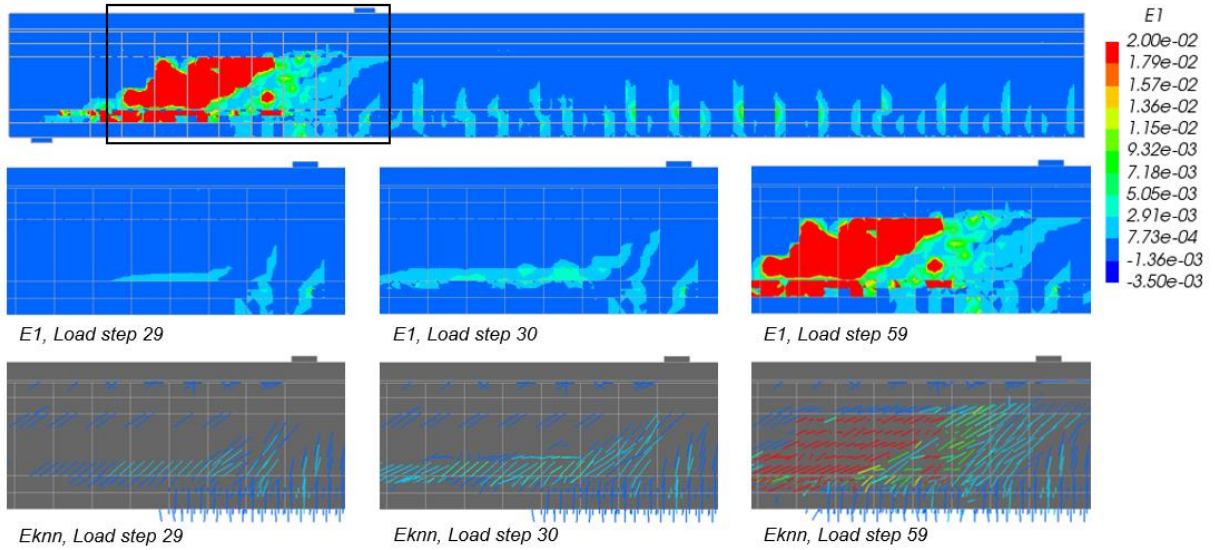 E1
2.00e-02
1.79e-02
1.57e-02
1.36e-02
1.15e-02
9.32e-03
7.18e-03
5.05e-03
2.91e-03
7.73e-04
-1.36e-03
-3.50e-03
E1, Load step 29
E1, Load step 30
E1, Load step 59
Eknn, Load step 29
Eknn, Load step 30
Eknn, Load step 59